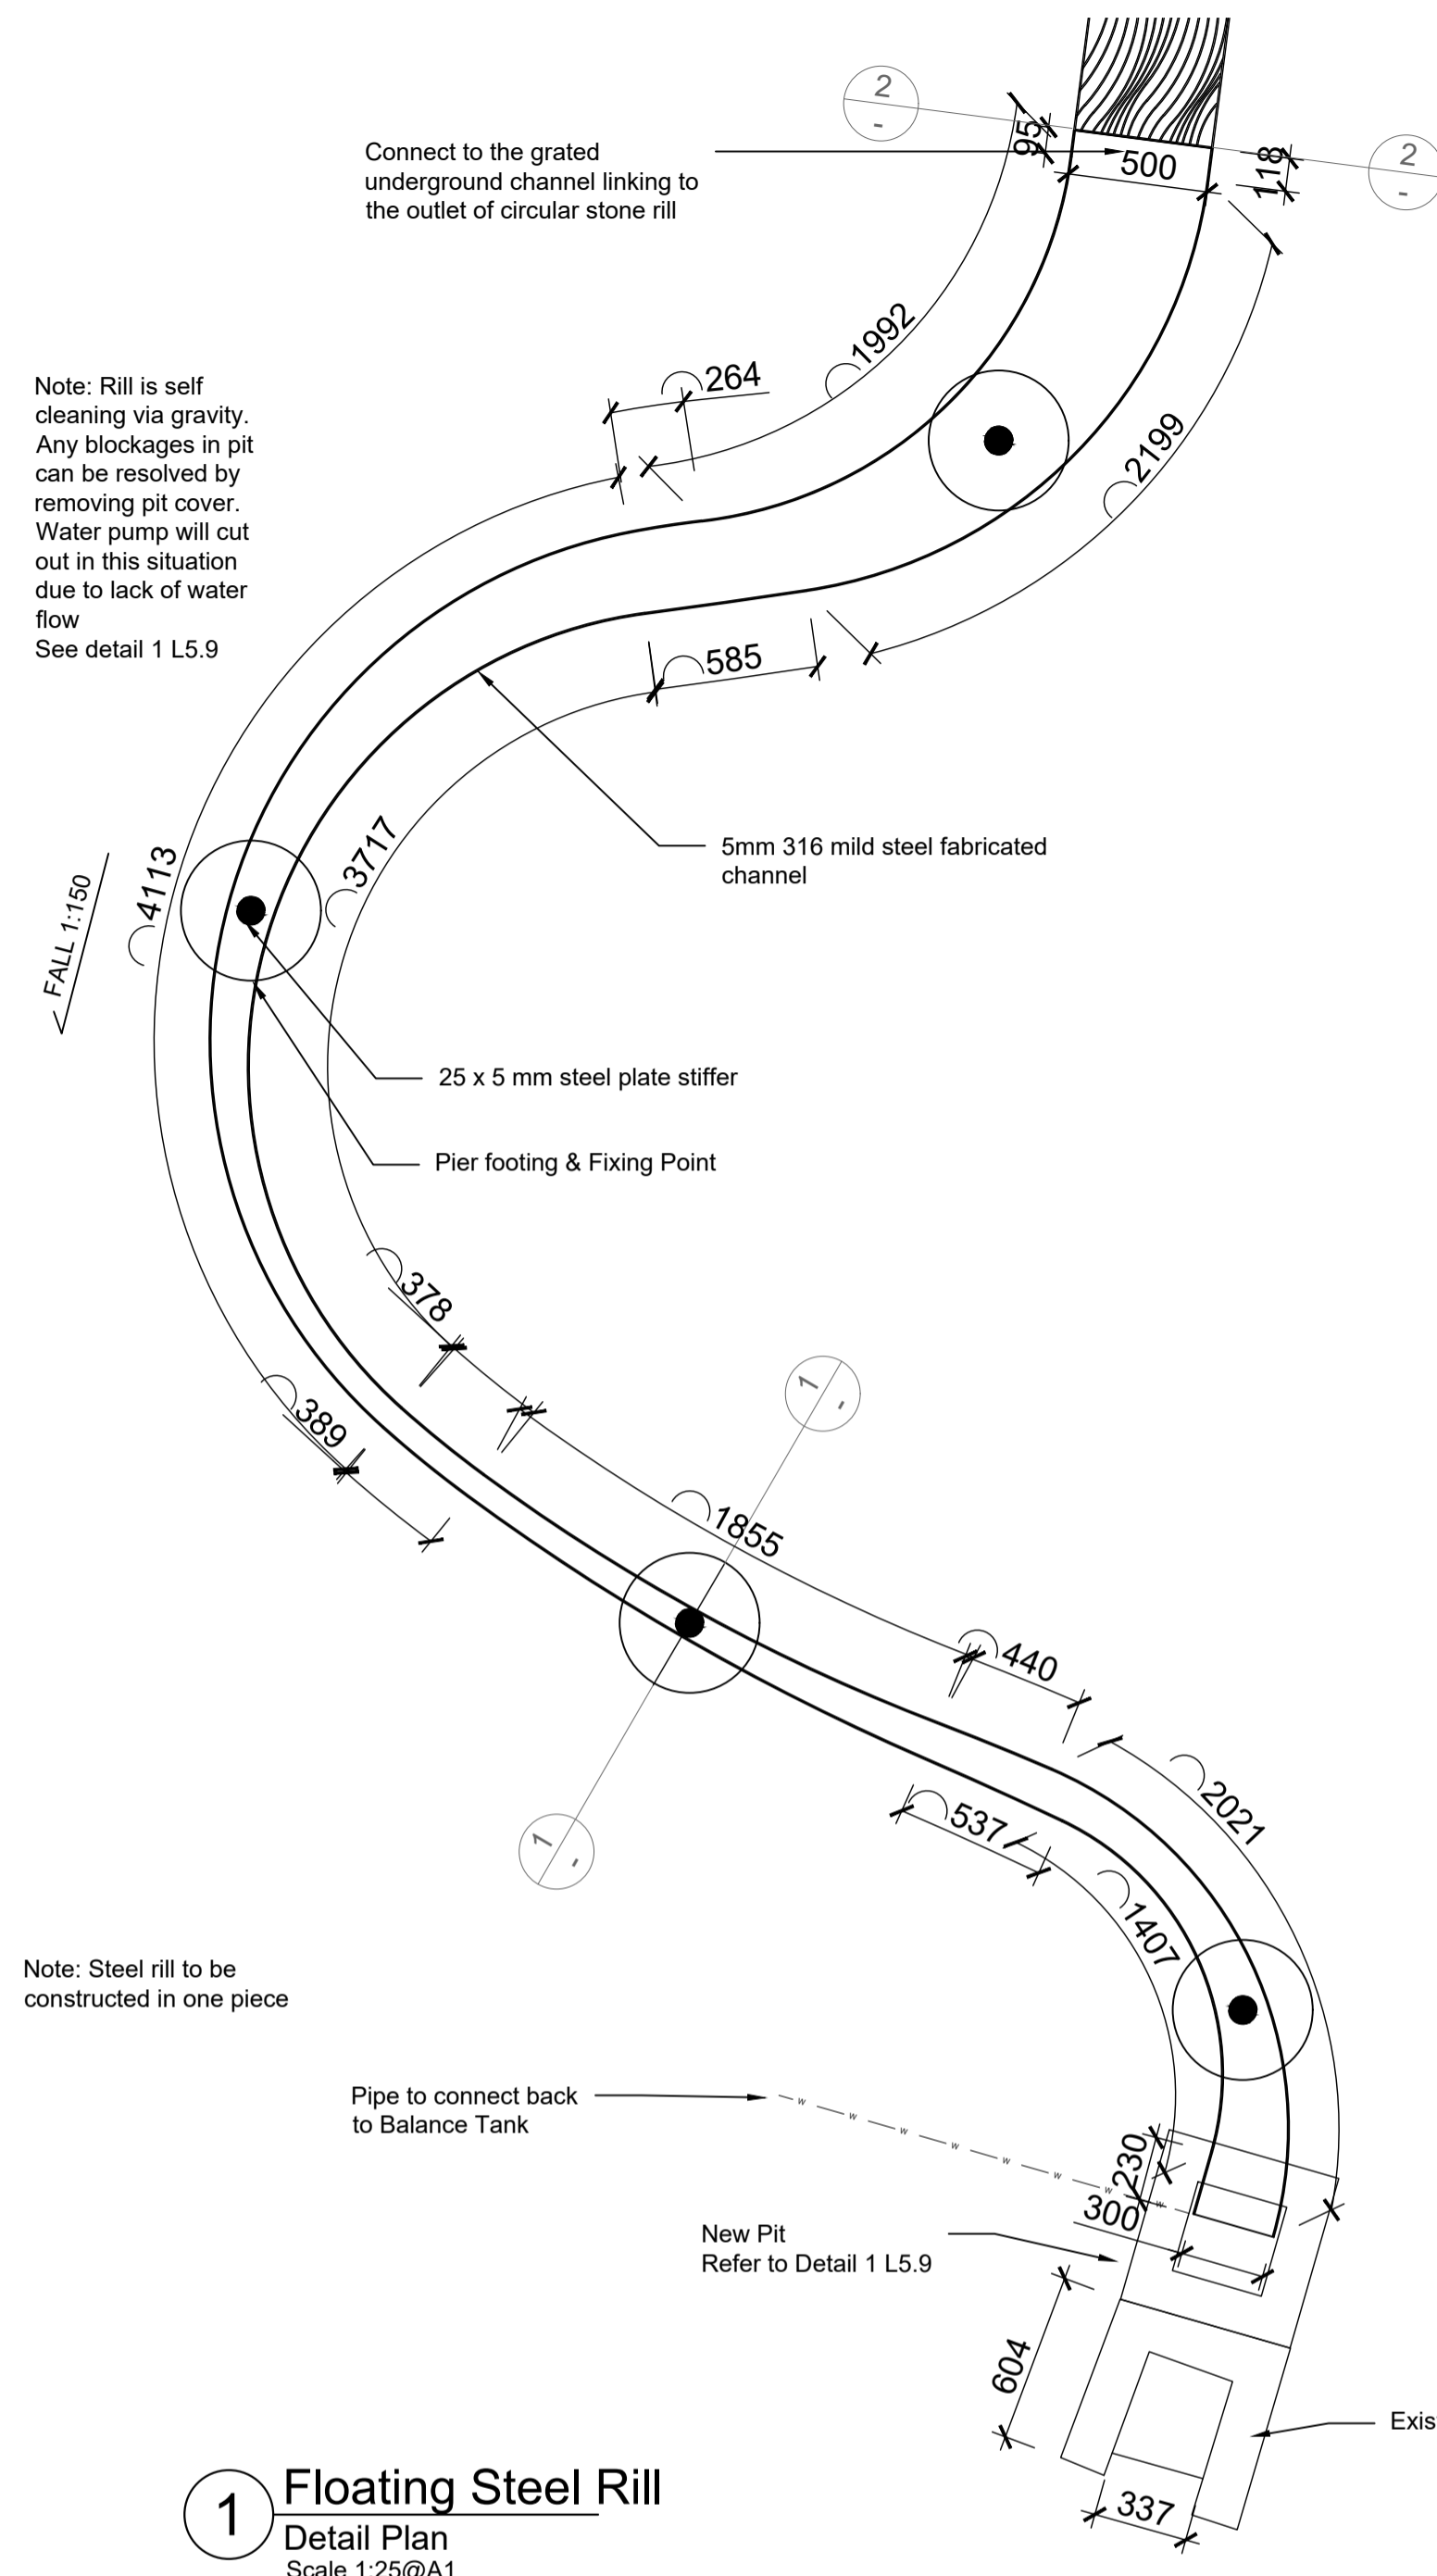 2
-
95
500
118
2
-
Connect to the grated
underground channel linking to
the outlet of circular stone rill
1992
264
Note: Rill is self
cleaning via gravity.
Any blockages in pit
can be resolved by
removing pit cover.
Water pump will cut
out in this situation
due to lack of water
flow
See detail 1 L5.9
2199
585
5mm 316 mild steel fabricated
channel
3717
4113
FALL 1:150
25 x 5 mm steel plate stiffer
Pier footing & Fixing Point
378
389
1
-
1855
440
2021
537
1
-
1407
Note: Steel rill to be
constructed in one piece
Pipe to connect back
to Balance Tank
w w w w w w w w
230
300
New Pit
Refer to Detail 1 L5.9
604
Exis
337
1
Floating Steel Rill
Detail Plan
Scale 1:25@A1